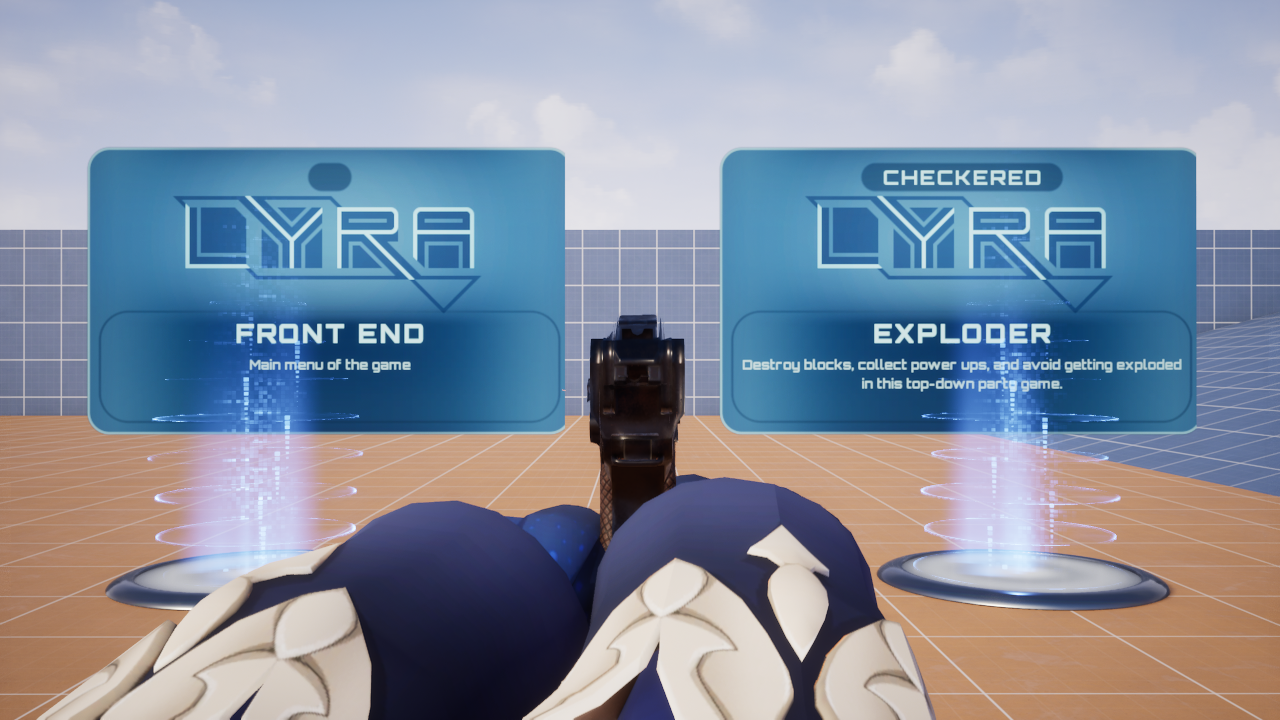 LYRA
FRONT END
Main menu of the game
CHECKERED
LYRA
EXPLODER
Destroy blocks, collect power ups, and avoid getting exploded
in this top-down party game.